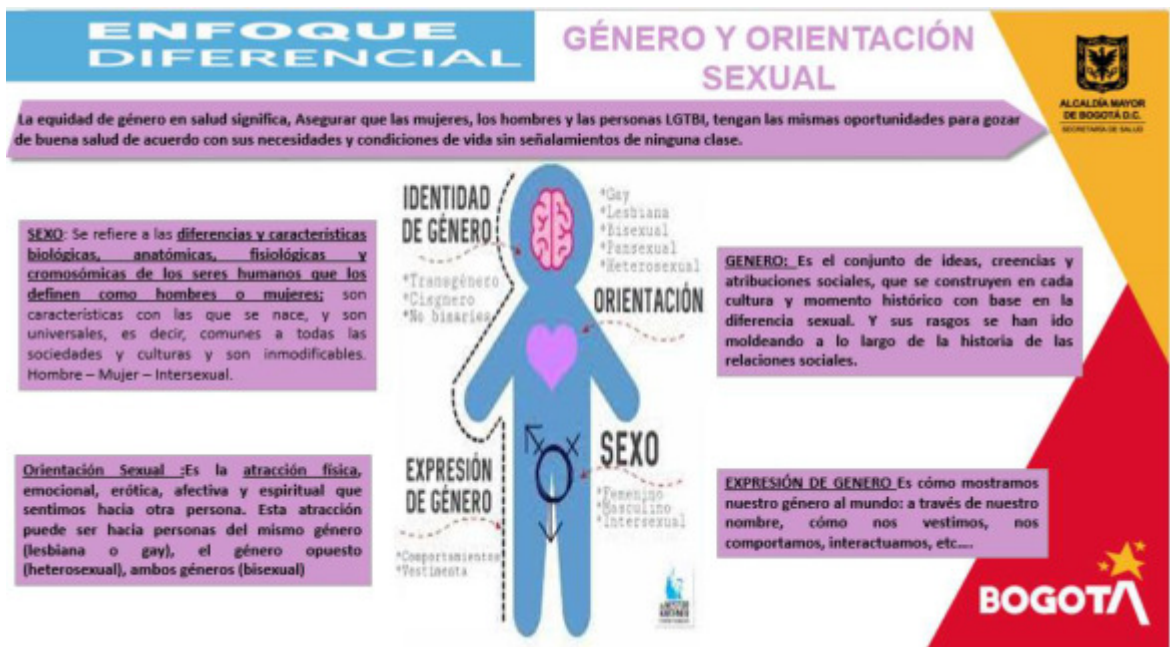 ENFOQUE
DIFERENCIAL
GÉNERO Y ORIENTACIÓN
SEXUAL
ALCALDÍA MAYOR
DE BOGOTÁ D.C.
SECRETARÍA DE SALUD
La equidad de género en salud significa, Asegurar que las mujeres, los hombres y las personas LGTBI, tengan las mismas oportunidades para gozar
de buena salud de acuerdo con sus necesidades y condiciones de vida sin señalamientos de ninguna clase.
SEXO: Se refiere a las diferencias y características
biológicas, anatómicas, fisiológicas y
cromosómicas de los seres humanos que los
definen como hombres o mujeres; son
características con las que se nace, y son
universales, es decir, comunes a todas las
sociedades y culturas y son inmodificables.
Hombre – Mujer – Intersexual.
Orientación Sexual :Es la atracción física,
emocional, erótica, afectiva y espiritual que
sentimos hacia otra persona. Esta atracción
puede ser hacia personas del mismo género
(lesbiana o gay), el género opuesto
(heterosexual), ambos géneros (bisexual)
IDENTIDAD
DE GÉNERO
*Transgénero
*Cisgnero
*No binaries
*Gay
*Lesbiana
*Bisexual
*Pansexual
*Heterosexual
ORIENTACIÓN
EXPRESIÓN
DE GÉNERO
*Comportamientos
*Vestimenta
SEXO
*Femenino
*Masculino
*Intersexual
GENERO: Es el conjunto de ideas, creencias y
atribuciones sociales, que se construyen en cada
cultura y momento histórico con base en la
diferencia sexual. Y sus rasgos se han ido
moldeando a lo largo de la historia de las
relaciones sociales.
EXPRESIÓN DE GENERO Es cómo mostramos
nuestro género al mundo: a través de nuestro
nombre, cómo nos vestimos, nos
comportamos, interactuamos, etc....
BOGOTÁ